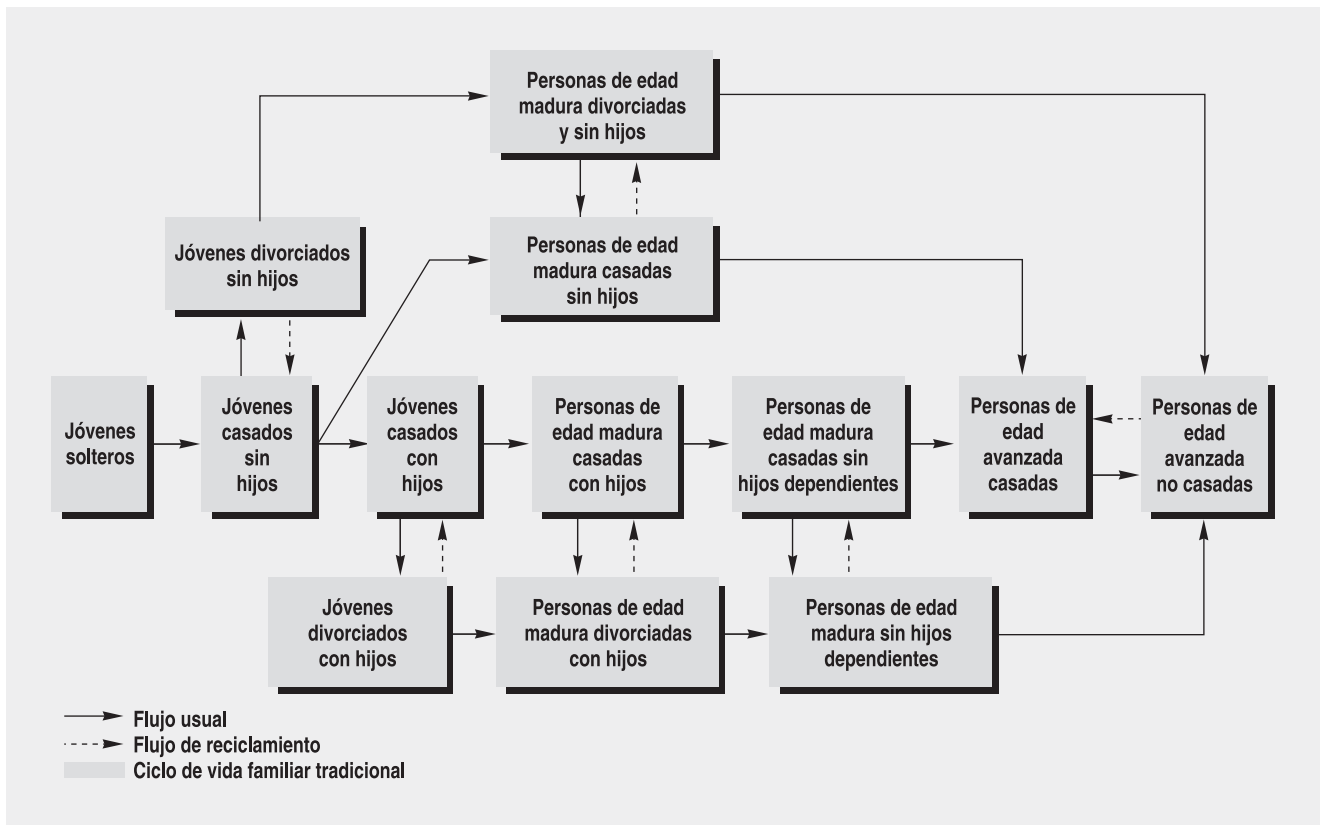 Personas de edad
madura divorciadas
y sin hijos
Jóvenes divorciados
sin hijos
Personas de edad
madura casadas
sin hijos
Jóvenes
solteros
Jóvenes
casados
sin
hijos
Jóvenes
casados
con
hijos
Personas de
edad madura
casadas
con hijos
Personas de
edad madura
casadas sin
hijos dependientes
Personas de
edad
avanzada
casadas
Personas de
edad
avanzada
no casadas
Jóvenes
divorciados
con hijos
Personas de edad
madura divorciadas
con hijos
Personas de edad
madura sin hijos
dependientes
Flujo usual
Flujo de reciclamiento
Ciclo de vida familiar tradicional